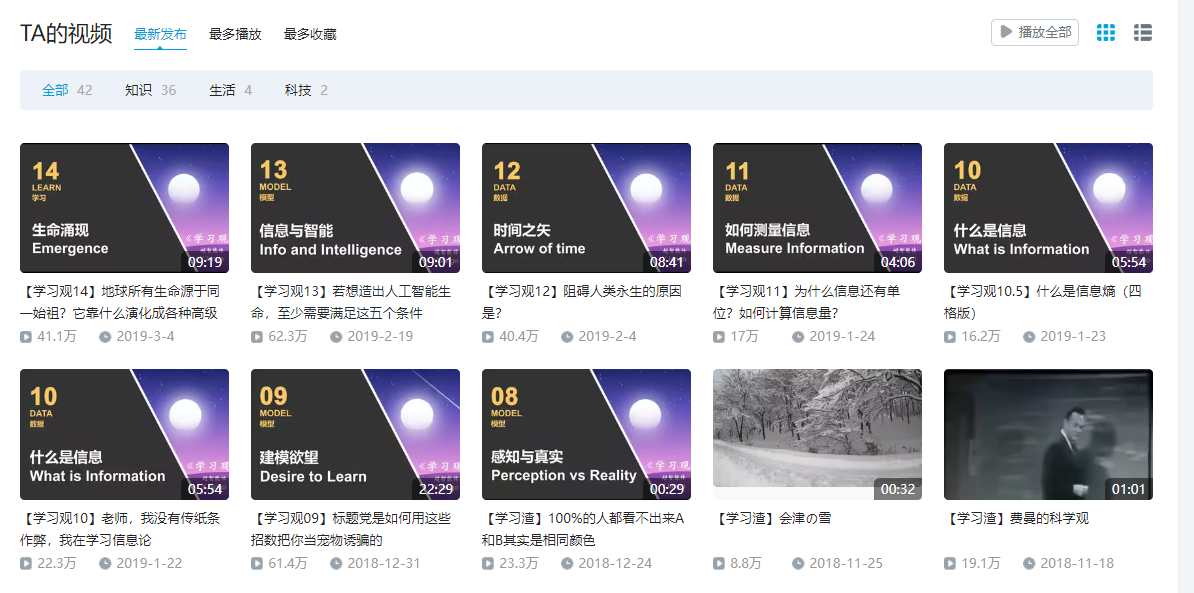 TA的视频 最新发布 最多播放 最多收藏 播放全部
全部 42 知识 36 生活 4 科技 2
14
LEARN
学习
生命涌现
Emergence
《学习观
09:19
【学习观14】地球所有生命源于同
一始祖？它靠什么演化成各种高级
41.1万 2019-3-4
13
MODEL
模型
信息与智能
Info and Intelligence
《学习观
09:01
【学习观13】若想造出人工智能生
命，至少需要满足这五个条件
62.3万 2019-2-19
12
DATA
数据
时间之矢
Arrow of time
《学习观
08:41
【学习观12】阻碍人类永生的原因
是？
40.4万 2019-2-4
11
DATA
数据
如何测量信息
Measure Information
《学习观
04:06
【学习观11】为什么信息还有单
位？如何计算信息量？
17万 2019-1-24
10
DATA
数据
什么是信息
What is Information
《学习观
05:54
【学习观10.5】什么是信息熵（四
格版）
16.2万 2019-1-23
10
DATA
数据
什么是信息
What is Information
《学习观
05:54
【学习观10】老师，我没有传纸条
作弊，我在学习信息论
22.3万 2019-1-22
09
MODEL
模型
建模欲望
Desire to Learn
《学习观
22:29
【学习观09】标题党是如何用这些
招数把你当宠物诱骗的
61.4万 2018-12-31
08
MODEL
模型
感知与真实
Perception vs Reality
《学习观
00:29
【学习渣】100%的人都看不出来A
和B其实是相同颜色
23.3万 2018-12-24
00:32
【学习渣】会津の雪
8.8万 2018-11-25
01:01
【学习渣】费曼的科学观
19.1万 2018-11-18